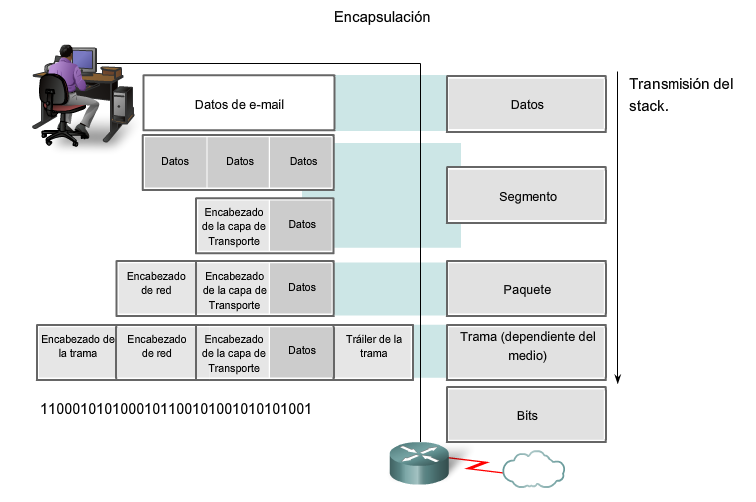 Encapsulación
Transmisión del
stack.
Datos de e-mail
Datos
Datos
Datos
Datos
Segmento
Encabezado
de la capa de
Transporte
Datos
Encabezado
de red
Encabezado
de la capa de
Transporte
Datos
Paquete
Encabezado de
la trama
Encabezado
de red
Encabezado
de la capa de
Transporte
Datos
Tráiler de la
trama
Trama (dependiente del
medio)
1100010101000101100101001010101001
Bits